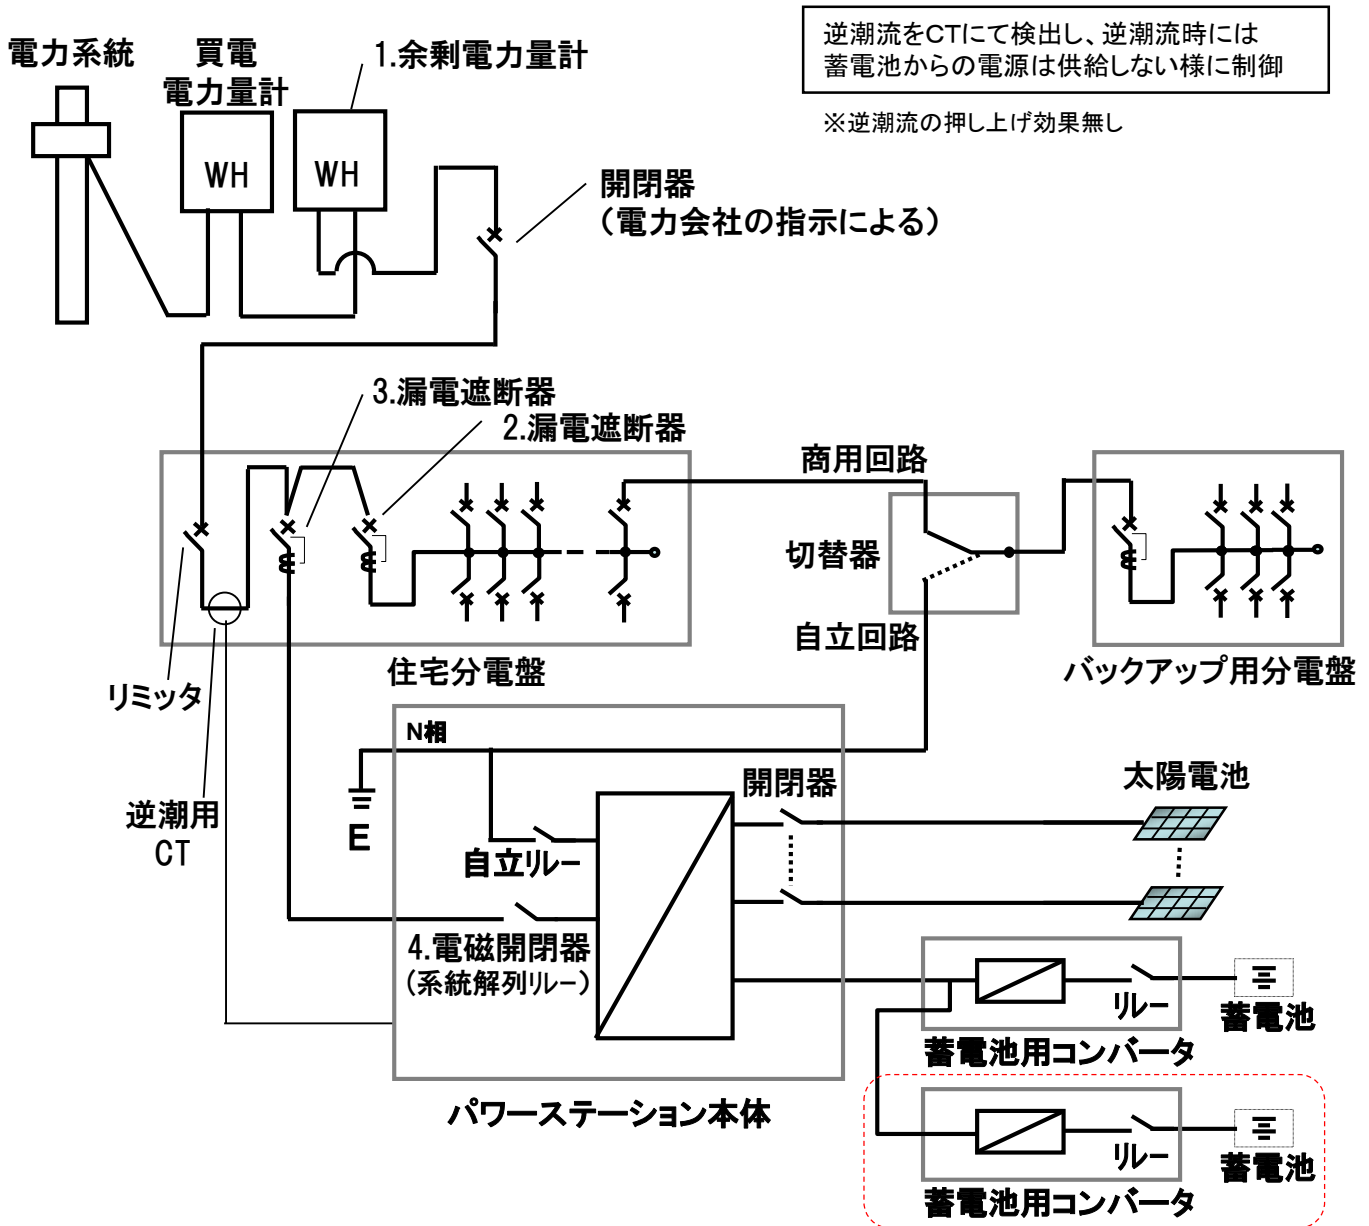 逆潮流をCTにて検出し、逆潮流時には
蓄電池からの電源は供給しない様に制御
※逆潮流の押し上げ効果無し
電力系統
買電
電力量計
1.余剰電力量計
WH
WH
開閉器
(電力会社の指示による)
3.漏電遮断器
2.漏電遮断器
商用回路
切替器
自立回路
リミッタ
住宅分電盤
バックアップ用分電盤
N相
逆潮用
CT
E
自立リレー
開閉器
太陽電池
4.電磁開閉器
(系統解列リレー)
リレー
蓄電池
蓄電池用コンバータ
パワーステーション本体
リレー
蓄電池
蓄電池用コンバータ